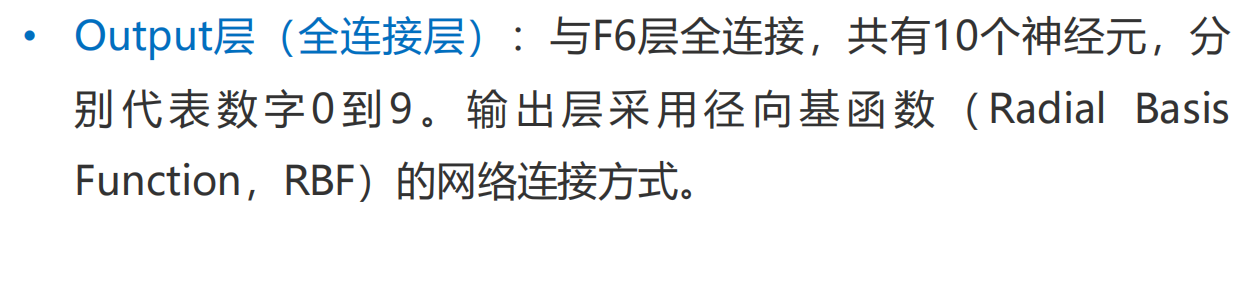 • Output层（全连接层）：与F6层全连接，共有10个神经元，分
别代表数字0到9。输出层采用径向基函数（Radial Basis
Function，RBF）的网络连接方式。